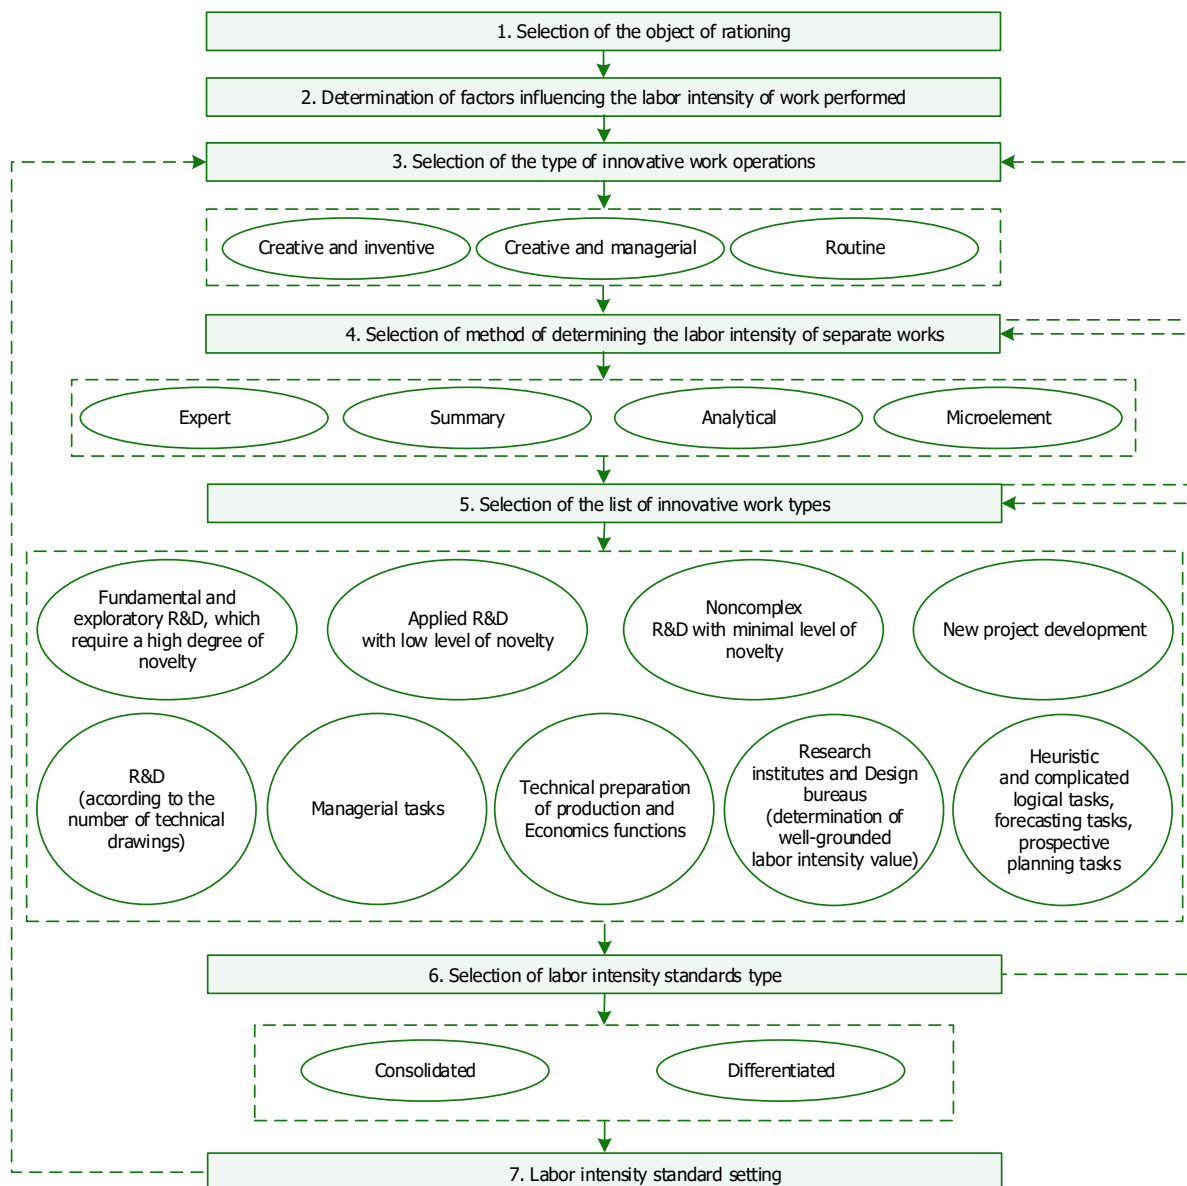 1. Selection of the object of rationing
2. Determination of factors influencing the labor intensity of work performed
3. Selection of the type of innovative work operations
Creative and inventive
Creative and managerial
Routine
4. Selection of method of determining the labor intensity of separate works
Expert
Summary
Analytical
Microelement
5. Selection of the list of innovative work types
Fundamental and
exploratory R&D, which
require a high degree of
novelty
Applied R&D
with low level of novelty
Noncomplex
R&D with minimal level of
novelty
New project development
R&D
(according to the
number of technical
drawings)
Managerial tasks
Technical preparation
of production and
Economics functions
Research
institutes and Design
bureaus
(determination of
well-grounded
labor intensity value)
Heuristic
and complicated
logical tasks,
forecasting tasks,
prospective
planning tasks
6. Selection of labor intensity standards type
Consolidated
Differentiated
7. Labor intensity standard setting